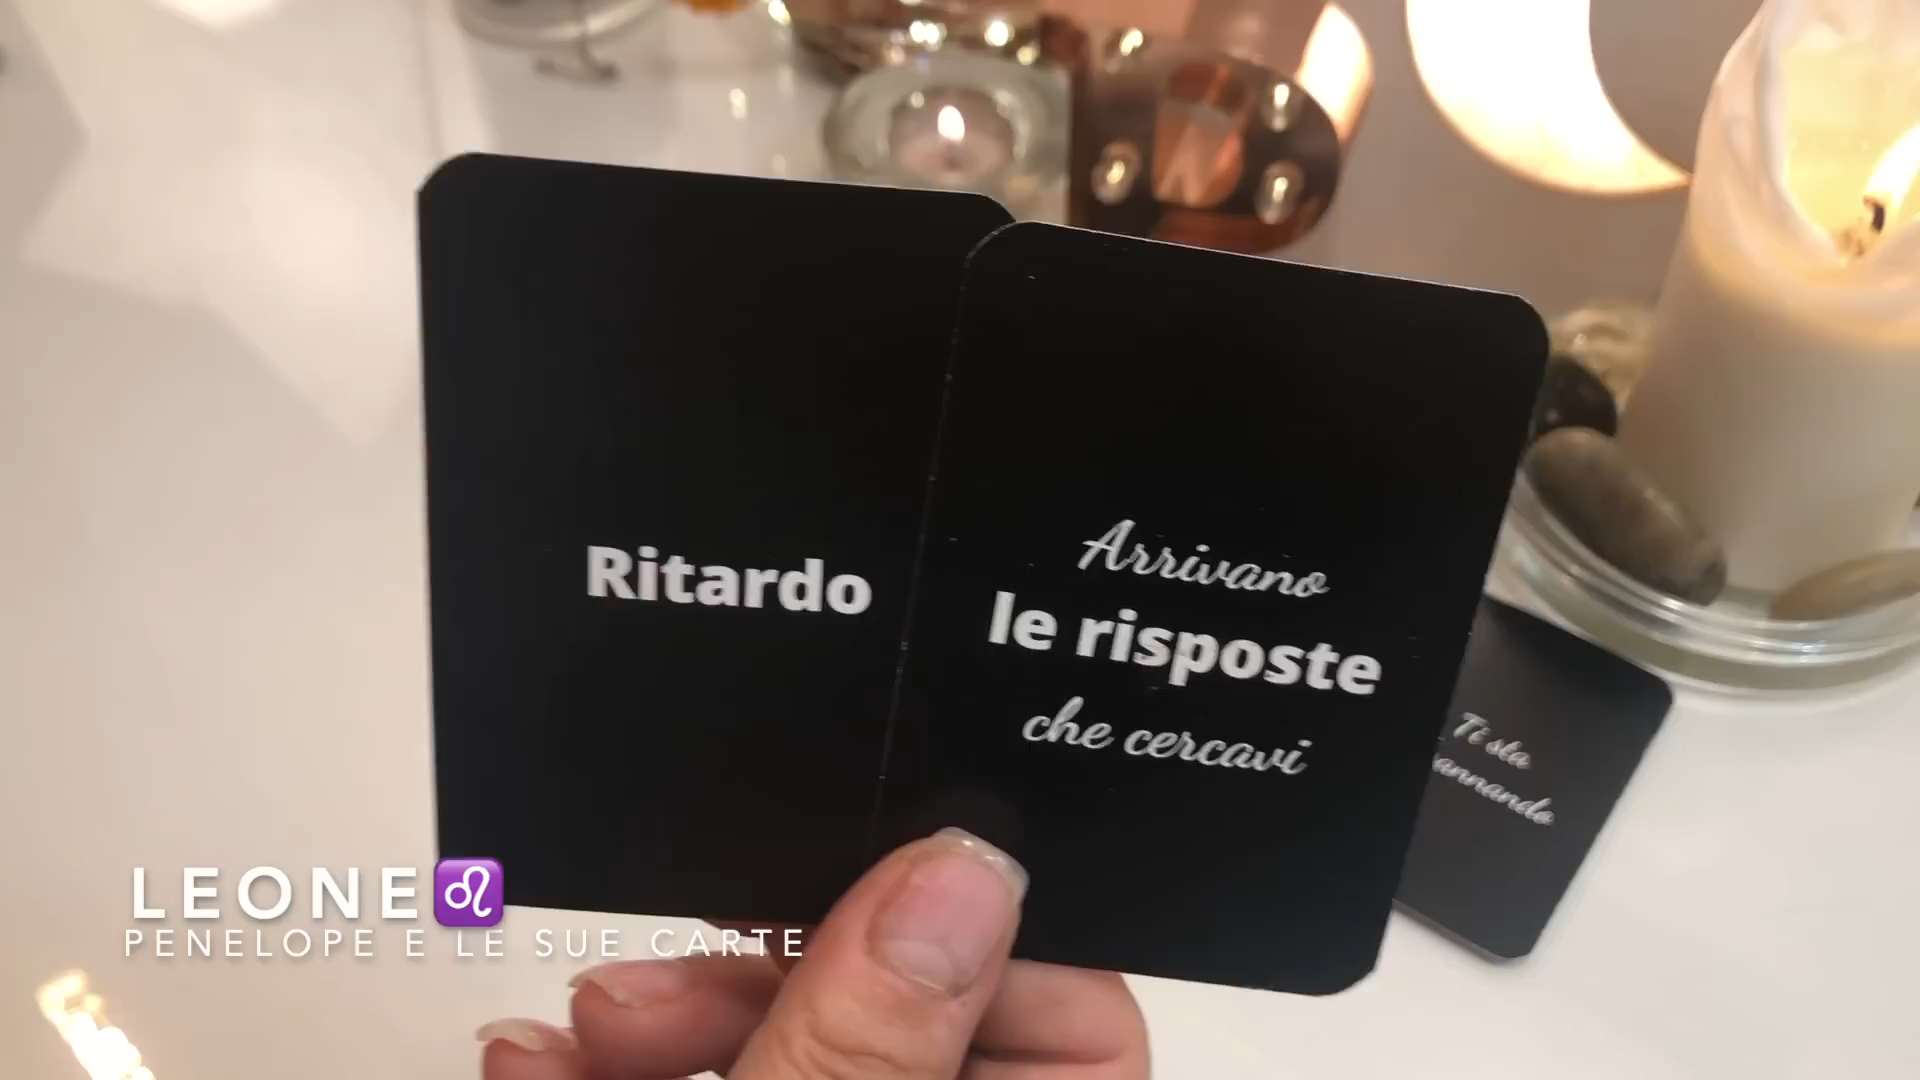 Ritardo
Arrivano
le risposte
che cercavi
Ti sta
LEONE♌
PENELOPE E LE SUE CARTE